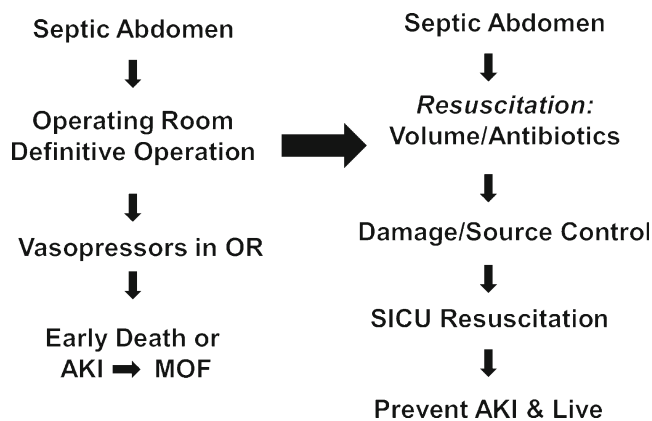 Septic Abdomen
Operating Room
Definitive Operation
Vasopressors in OR
Early Death or
AKI MOF
Septic Abdomen
Resuscitation:
Volume/Antibiotics
Damage/Source Control
SICU Resuscitation
Prevent AKI & Live